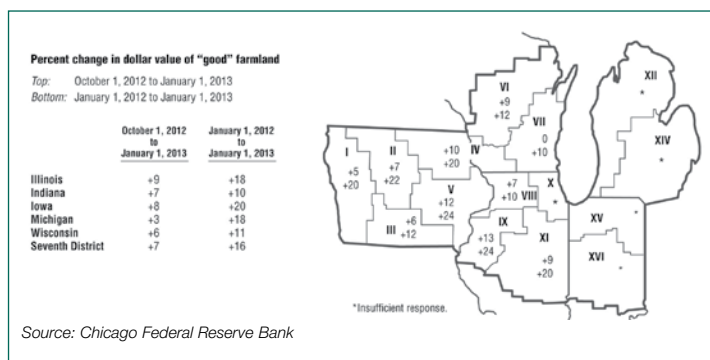 Percent change in dollar value of “good” farmland
Top: October 1, 2012 to January 1, 2013
Bottom: January 1, 2012 to January 1, 2013
October 1, 2012 to January 1, 2013
January 1, 2012 to January 1, 2013
Illinois +9 +18
Indiana +7 +10
Iowa +8 +20
Michigan +3 +18
Wisconsin +6 +11
Seventh District +7 +16
XII
*
VI
+9
+12
VII
0
+10
XIV
*
I
+5
+20
II
+7
+22
+10
+20
IV
V
+12
+24
+7
+10
VIII
X
*
III
+6
+12
IX
+13
+24
XI
+9
+20
XV
*
XVI
*
*Insufficient response.
Source: Chicago Federal Reserve Bank